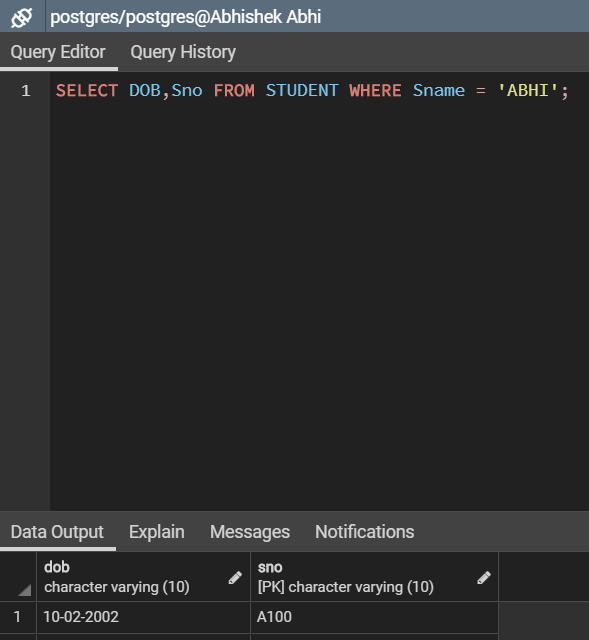 postgres/postgres@Abhishek Abhi
Query Editor Query History
1 SELECT DOB,Sno FROM STUDENT WHERE Sname = 'ABHI';
Data Output Explain Messages Notifications
dob sno
character varying (10) [PK] character varying (10)
1 10-02-2002 A100